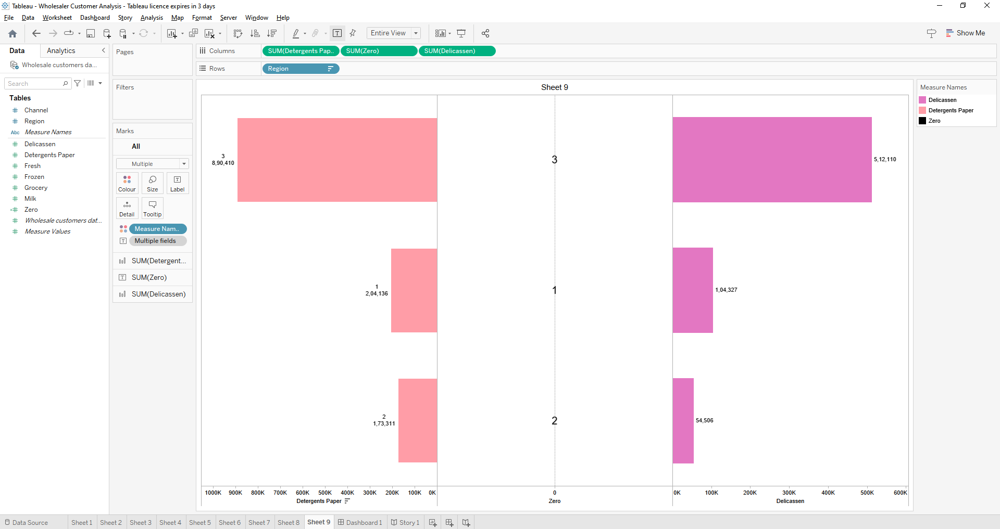 Tableau - Wholesaler Customer Analysis - Tableau licence expires in 3 days
File Data Worksheet Dashboard Story Analysis Map Format Server Window Help
Entire View
Show Me
Data Analytics
Wholesale customers da...
Search
Tables
Channel
Region
Abc Measure Names
Delicassen
Detergents Paper
Fresh
Frozen
Grocery
Milk
Zero
Wholesale customers dat...
Measure Values
Pages
Filters
Marks
All
Multiple
Colour Size Label
Detail Tooltip
Measure Nam..
Multiple fields
SUM(Detergent...
SUM(Zero)
SUM(Delicassen)
Columns SUM(Detergents Pap.. SUM(Zero) SUM(Delicassen)
Rows Region
Sheet 9
3
8,90,410
3
5,12,110
1
2,04,136
1
1,04,327
2
1,73,311
2
54,506
1000K 900K 800K 700K 600K 500K 400K 300K 200K 100K 0K
Detergents Paper
0
Zero
0K 100K 200K 300K 400K 500K 600K
Delicassen
Measure Names
Delicassen
Detergents Paper
Zero
Data Source Sheet 1 Sheet 2 Sheet 3 Sheet 4 Sheet 5 Sheet 6 Sheet 7 Sheet 8 Sheet 9 Dashboard 1 Story 1